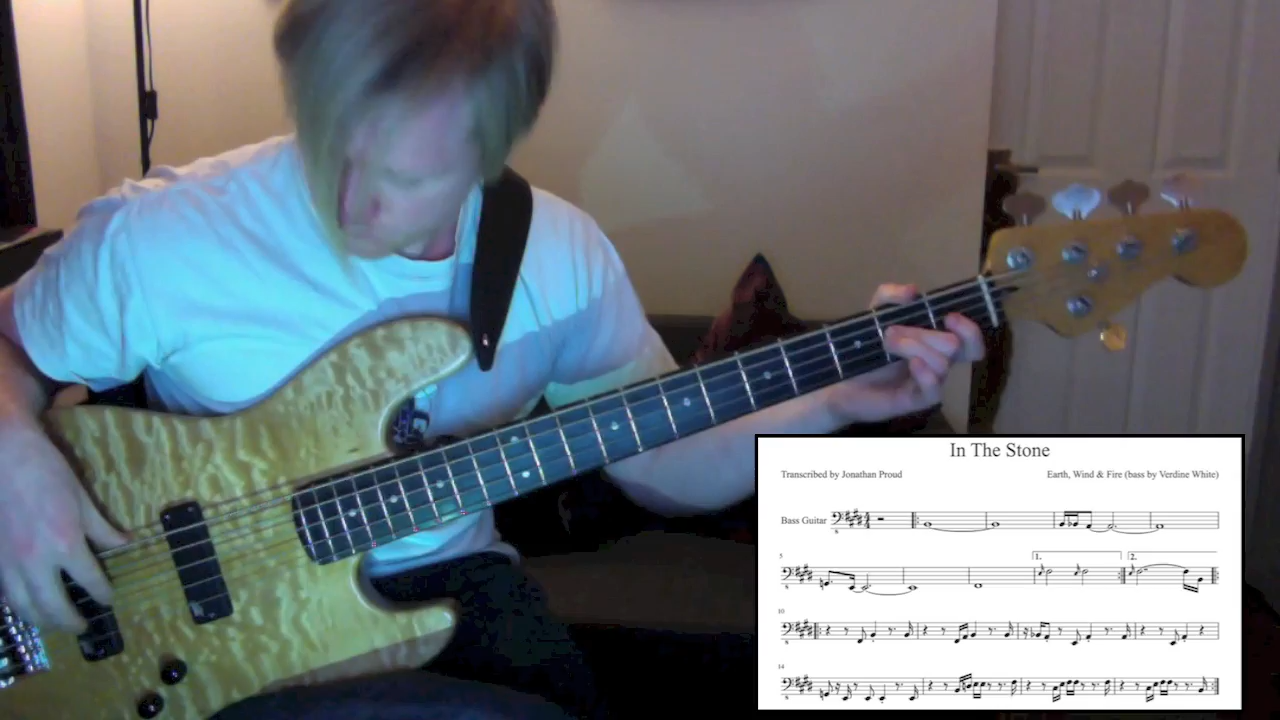 In The Stone
Transcribed by Jonathan Proud
Earth, Wind & Fire (bass by Verdine White)
Bass Guitar
5
1.
2.
10
14